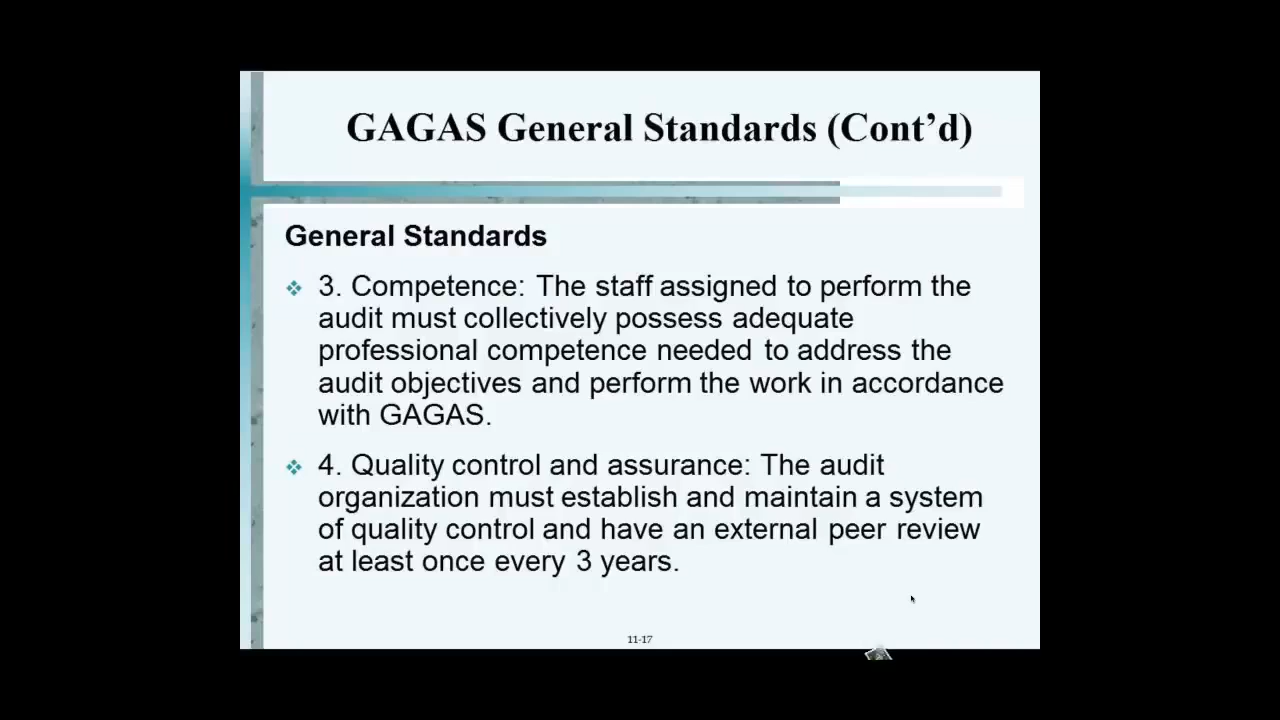 GAGAS General Standards (Cont’d)
General Standards
3. Competence: The staff assigned to perform the
audit must collectively possess adequate
professional competence needed to address the
audit objectives and perform the work in accordance
with GAGAS.
4. Quality control and assurance: The audit
organization must establish and maintain a system
of quality control and have an external peer review
at least once every 3 years.
11-17